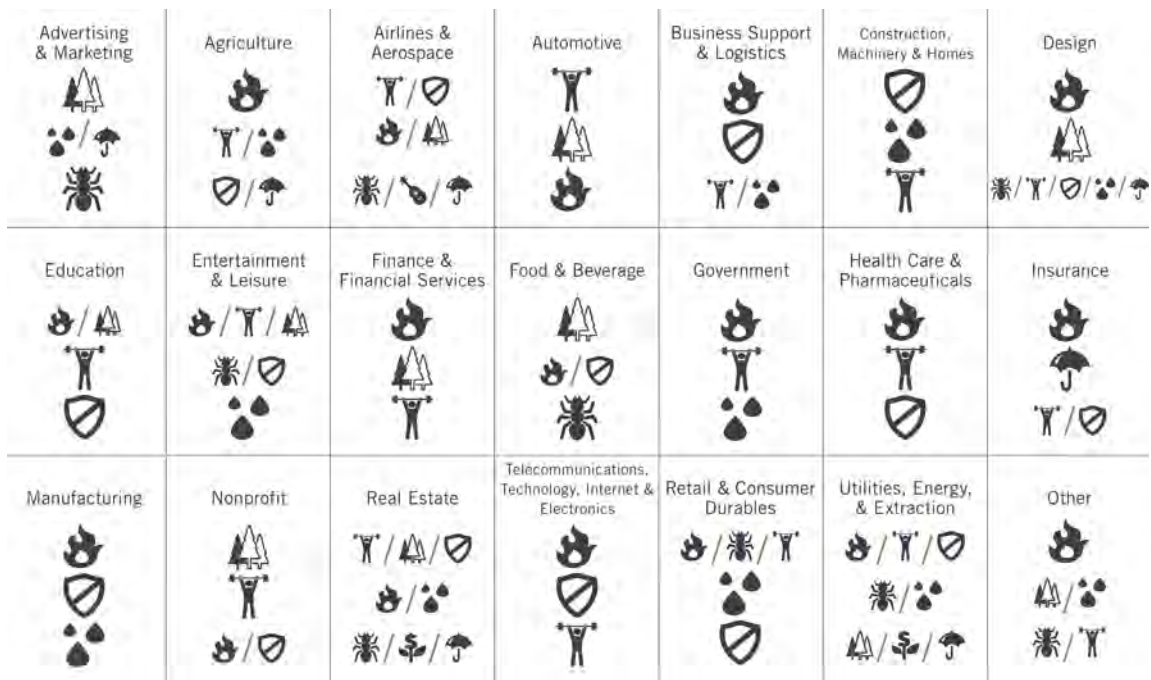 Advertising
& Marketing
Agriculture
Airlines &
Aerospace
Automotive
Business Support
& Logistics
Construction,
Machinery & Homes
Design
Education
Entertainment
& Leisure
Finance &
Financial Services
Food & Beverage
Government
Health Care &
Pharmaceuticals
Insurance
Manufacturing
Nonprofit
Real Estate
Telecommunications,
Technology, Internet &
Electronics
Retail & Consumer
Durables
Utilities, Energy,
& Extraction
Other